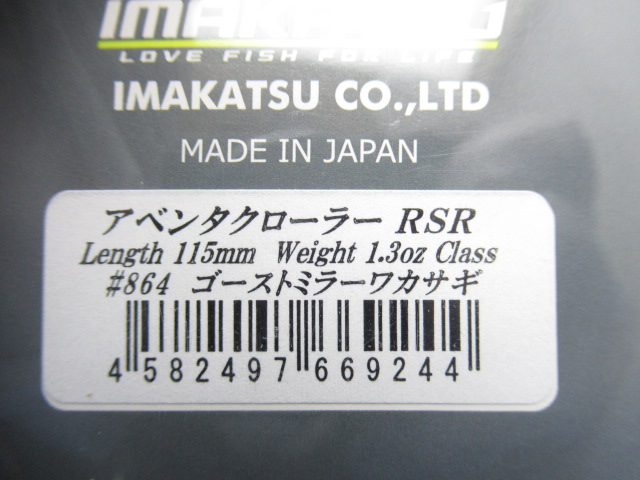 IMAKATSU
LOVE FISH FOR LIFE
IMAKATSU CO.,LTD
MADE IN JAPAN
アベンタクローラー RSR
Length 115mm Weight 1.3oz Class
#864 ゴーストミラーワカサギ
4 582497 669244